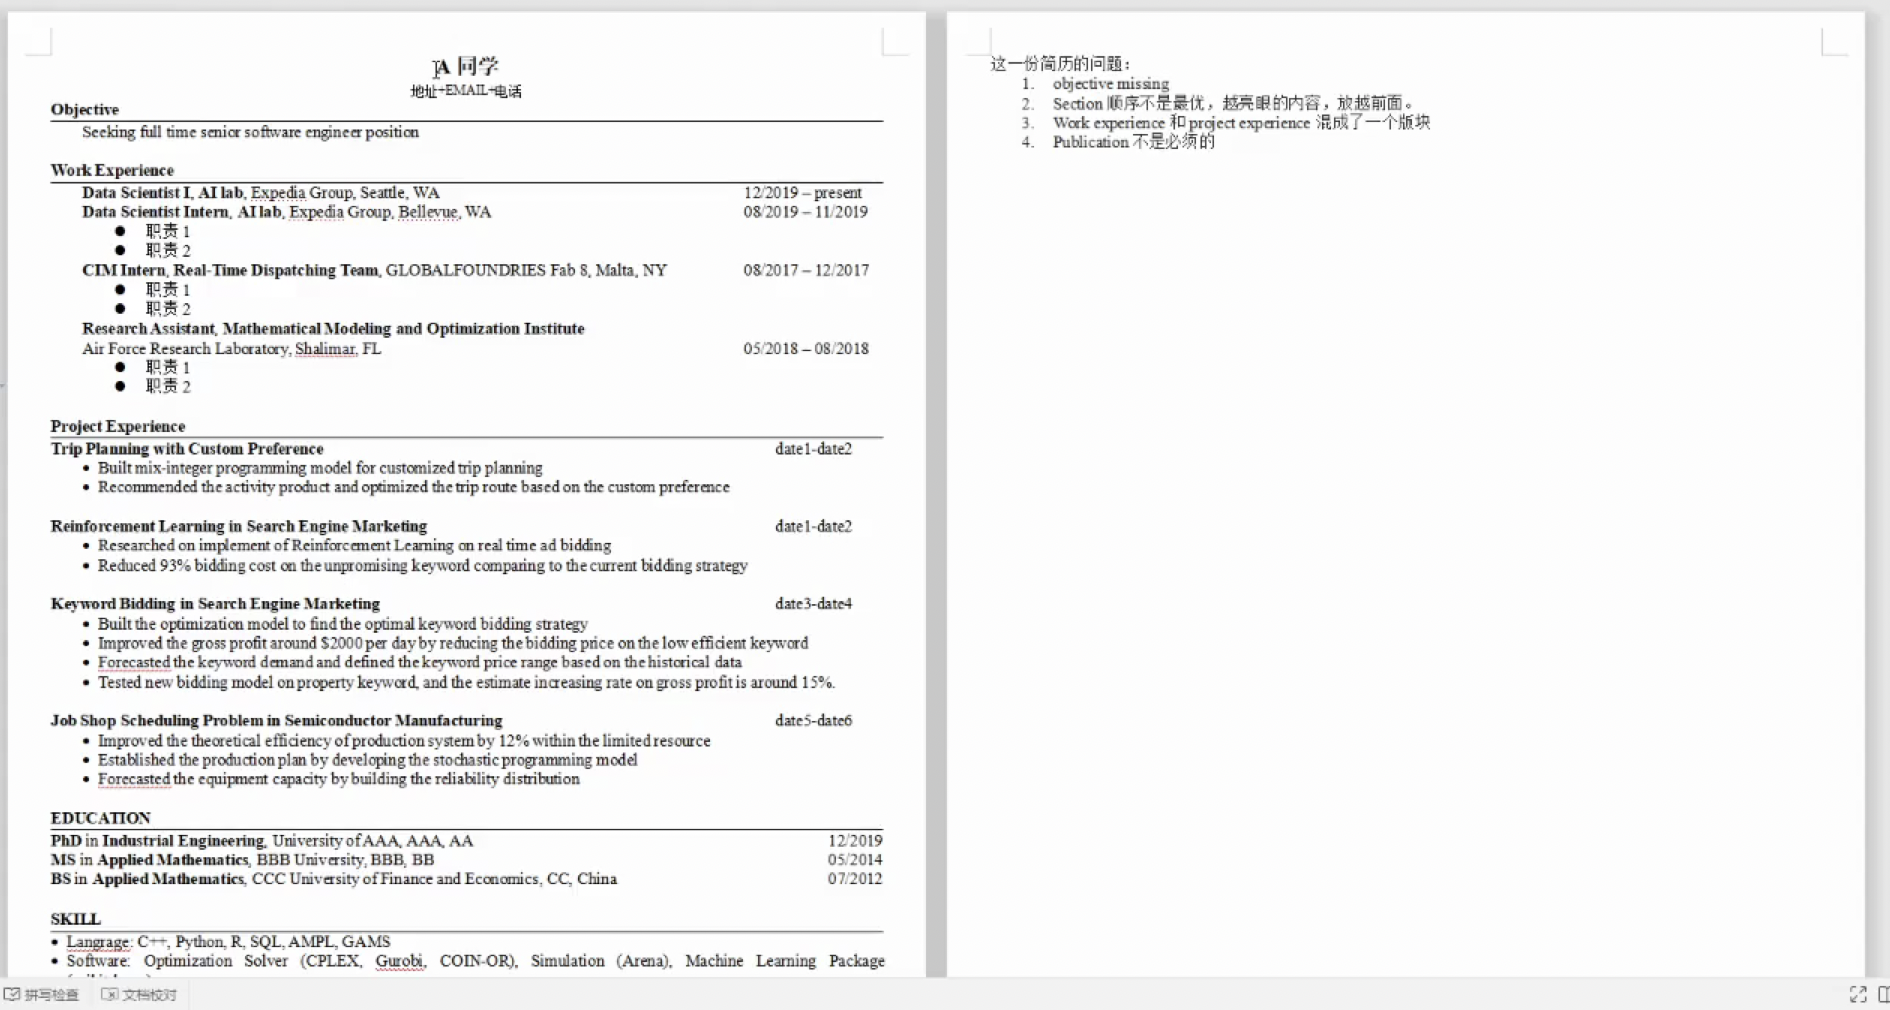 A 同学
地址+EMAIL+电话
Objective
Seeking full time senior software engineer position
Work Experience
Data Scientist I, AI lab, Expedia Group, Seattle, WA 12/2019 – present
Data Scientist Intern, AI lab, Expedia Group, Bellevue, WA 08/2019 – 11/2019
● 职责 1
● 职责 2
CIM Intern, Real-Time Dispatching Team, GLOBALFOUNDRIES Fab 8, Malta, NY 08/2017 – 12/2017
● 职责 1
● 职责 2
Research Assistant, Mathematical Modeling and Optimization Institute
Air Force Research Laboratory, Shalimar, FL 05/2018 – 08/2018
● 职责 1
● 职责 2
Project Experience
Trip Planning with Custom Preference date1-date2
• Built mix-integer programming model for customized trip planning
• Recommended the activity product and optimized the trip route based on the custom preference
Reinforcement Learning in Search Engine Marketing date1-date2
• Researched on implement of Reinforcement Learning on real time ad bidding
• Reduced 93% bidding cost on the unpromising keyword comparing to the current bidding strategy
Keyword Bidding in Search Engine Marketing date3-date4
• Built the optimization model to find the optimal keyword bidding strategy
• Improved the gross profit around $2000 per day by reducing the bidding price on the low efficient keyword
• Forecasted the keyword demand and defined the keyword price range based on the historical data
• Tested new bidding model on property keyword, and the estimate increasing rate on gross profit is around 15%.
Job Shop Scheduling Problem in Semiconductor Manufacturing date5-date6
• Improved the theoretical efficiency of production system by 12% within the limited resource
• Established the production plan by developing the stochastic programming model
• Forecasted the equipment capacity by building the reliability distribution
EDUCATION
PhD in Industrial Engineering, University of AAA, AAA, AA 12/2019
MS in Applied Mathematics, BBB University, BBB, BB 05/2014
BS in Applied Mathematics, CCC University of Finance and Economics, CC, China 07/2012
SKILL
• Langrage: C++, Python, R, SQL, AMPL, GAMS
• Software: Optimization Solver (CPLEX, Gurobi, COIN-OR), Simulation (Arena), Machine Learning Package
这一份简历的问题：
1. objective missing
2. Section 顺序不是最优，越亮眼的内容，放越前面。
3. Work experience 和 project experience 混成了一个版块
4. Publication 不是必须的
拼写检查 文档校对